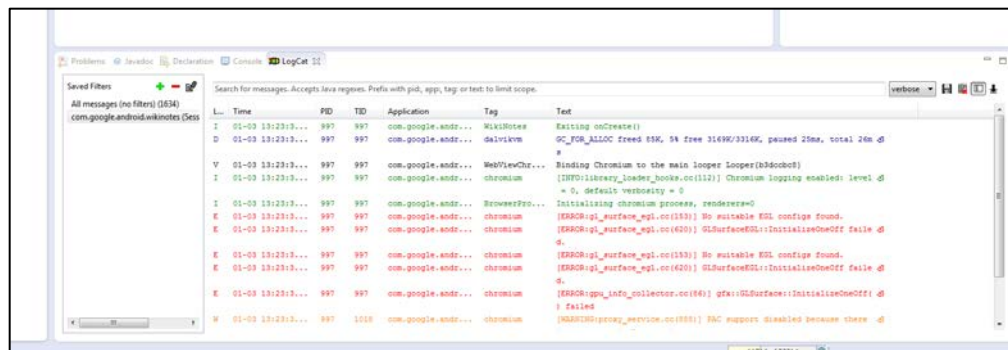 Problems @ Javadoc Declaration Console LogCat
Saved Filters
All messages (no filters) (1634)
com.google.android.wikinotes (Sess
Search for messages. Accepts Java regexes. Prefix with pid:, app:, tag: or text: to limit scope.
verbose
L... Time PID TID Application Tag Text
I 01-03 13:23:3... 997 997 com.google.andr... WikiNotes Exiting onCreate()
D 01-03 13:23:3... 997 997 com.google.andr... dalvikvm GC_FOR_ALLOC freed 85K, 5% free 3169K/3316K, paused 25ms, total 26m
s
V 01-03 13:23:3... 997 997 com.google.andr... WebViewChr... Binding Chromium to the main looper Looper{b3dccbc8}
I 01-03 13:23:3... 997 997 com.google.andr... chromium [INFO:library_loader_hooks.cc(112)] Chromium logging enabled: level
= 0, default verbosity = 0
I 01-03 13:23:3... 997 997 com.google.andr... BrowserPro... Initializing chromium process, renderers=0
E 01-03 13:23:3... 997 997 com.google.andr... chromium [ERROR:gl_surface_egl.cc(153)] No suitable EGL configs found.
E 01-03 13:23:3... 997 997 com.google.andr... chromium [ERROR:gl_surface_egl.cc(620)] GLSurfaceEGL::InitializeOneOff faile
d.
E 01-03 13:23:3... 997 997 com.google.andr... chromium [ERROR:gl_surface_egl.cc(153)] No suitable EGL configs found.
E 01-03 13:23:3... 997 997 com.google.andr... chromium [ERROR:gl_surface_egl.cc(620)] GLSurfaceEGL::InitializeOneOff faile
d.
E 01-03 13:23:3... 997 997 com.google.andr... chromium [ERROR:gpu_info_collector.cc(86)] gfx::GLSurface::InitializeOneOff(
) failed
W 01-03 13:23:3... 997 1016 com.google.andr... chromium [WARNING:proxy_service.cc(888)] PAC support disabled because there